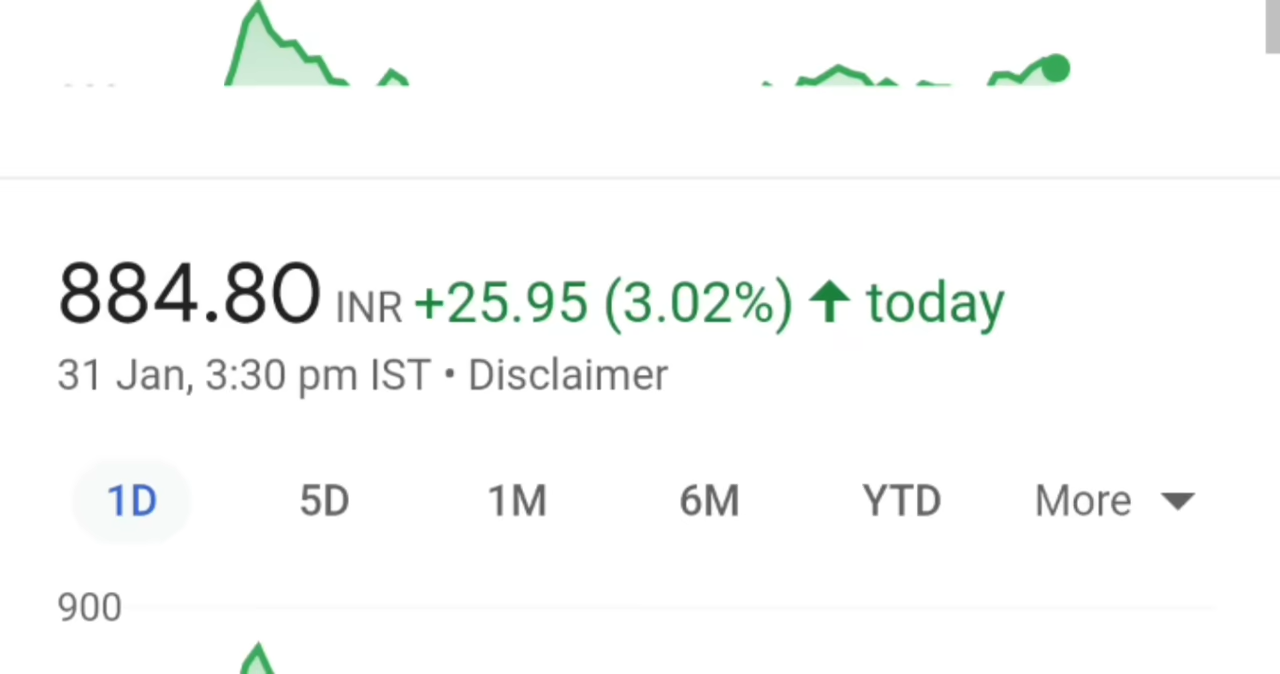 884.80 INR +25.95 (3.02%) ↑ today
31 Jan, 3:30 pm IST • Disclaimer
1D 5D 1M 6M YTD More
900